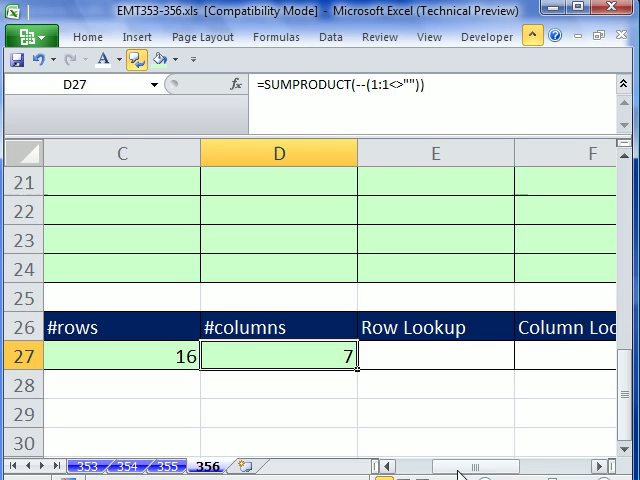 EMT353-356.xls [Compatibility Mode] - Microsoft Excel (Technical Preview)
Home Insert Page Layout Formulas Data Review View Developer
D27 fx =SUMPRODUCT(--(1:1<>""))
C D E F
21
22
23
24
25
26 #rows #columns Row Lookup Column Loo
27 16 7
28
29
30
353 354 355 356